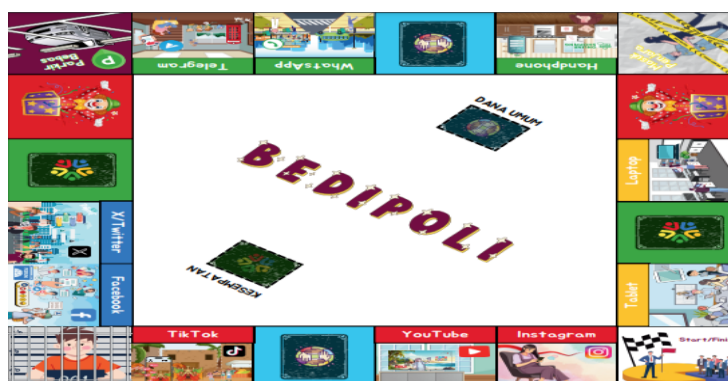 Parkir
Bebas
Telegram
WhatsApp
Handphone
DANA UMUM
Laptop
BEDIPOLI
X/Twitter
Facebook
KESEMPATAN
Tablet
TikTok
YouTube
Instagram
Start/Finish